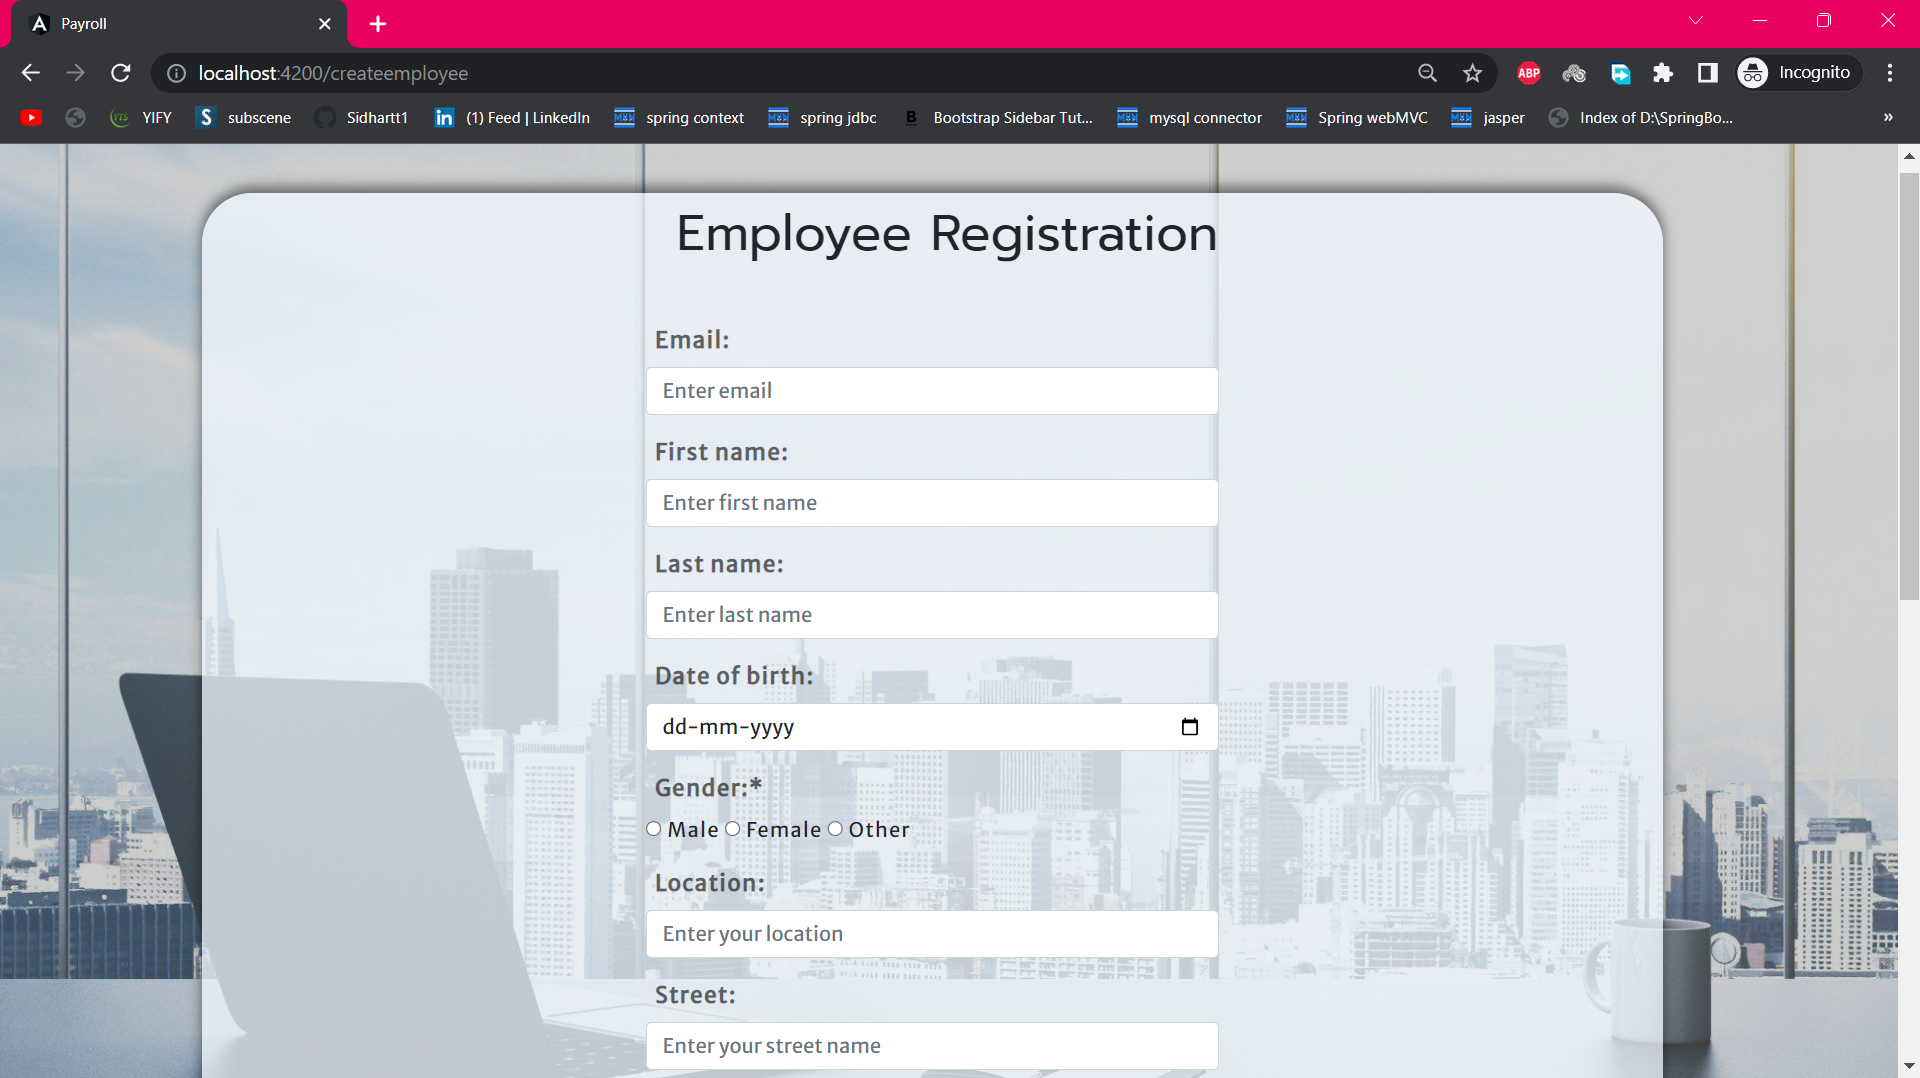 Payroll
localhost:4200/createemployee
ABP
Incognito
YTS YIFY
S subscene
Sidhartt1
in (1) Feed | LinkedIn
spring context
spring jdbc
B Bootstrap Sidebar Tut...
mysql connector
Spring webMVC
jasper
Index of D:\SpringBo...
»
Employee Registration
Email:
Enter email
First name:
Enter first name
Last name:
Enter last name
Date of birth:
dd-mm-yyyy
Gender:*
Male Female Other
Location:
Enter your location
Street:
Enter your street name